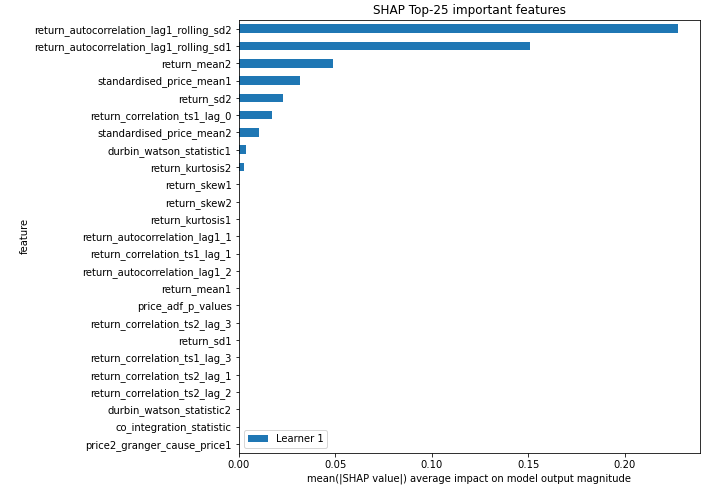 SHAP Top-25 important features
return_autocorrelation_lag1_rolling_sd2
return_autocorrelation_lag1_rolling_sd1
return_mean2
standardised_price_mean1
return_sd2
return_correlation_ts1_lag_0
standardised_price_mean2
durbin_watson_statistic1
return_kurtosis2
return_skew1
return_skew2
return_kurtosis1
return_autocorrelation_lag1_1
return_correlation_ts1_lag_1
return_autocorrelation_lag1_2
return_mean1
price_adf_p_values
return_correlation_ts2_lag_3
return_sd1
return_correlation_ts1_lag_3
return_correlation_ts2_lag_1
return_correlation_ts2_lag_2
durbin_watson_statistic2
co_integration_statistic
price2_granger_cause_price1
feature
Learner 1
0.00 0.05 0.10 0.15 0.20
mean(|SHAP value|) average impact on model output magnitude